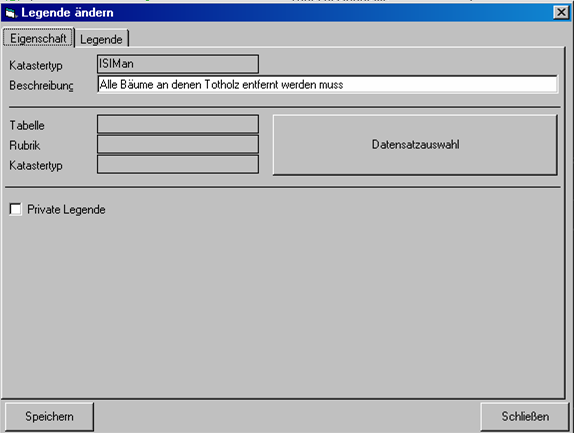 Legende ändern
Eigenschaft Legende
Katastertyp ISIMan
Beschreibung Alle Bäume an denen Totholz entfernt werden muss
Tabelle
Rubrik
Katastertyp
Datensatzauswahl
Private Legende
Speichern Schließen